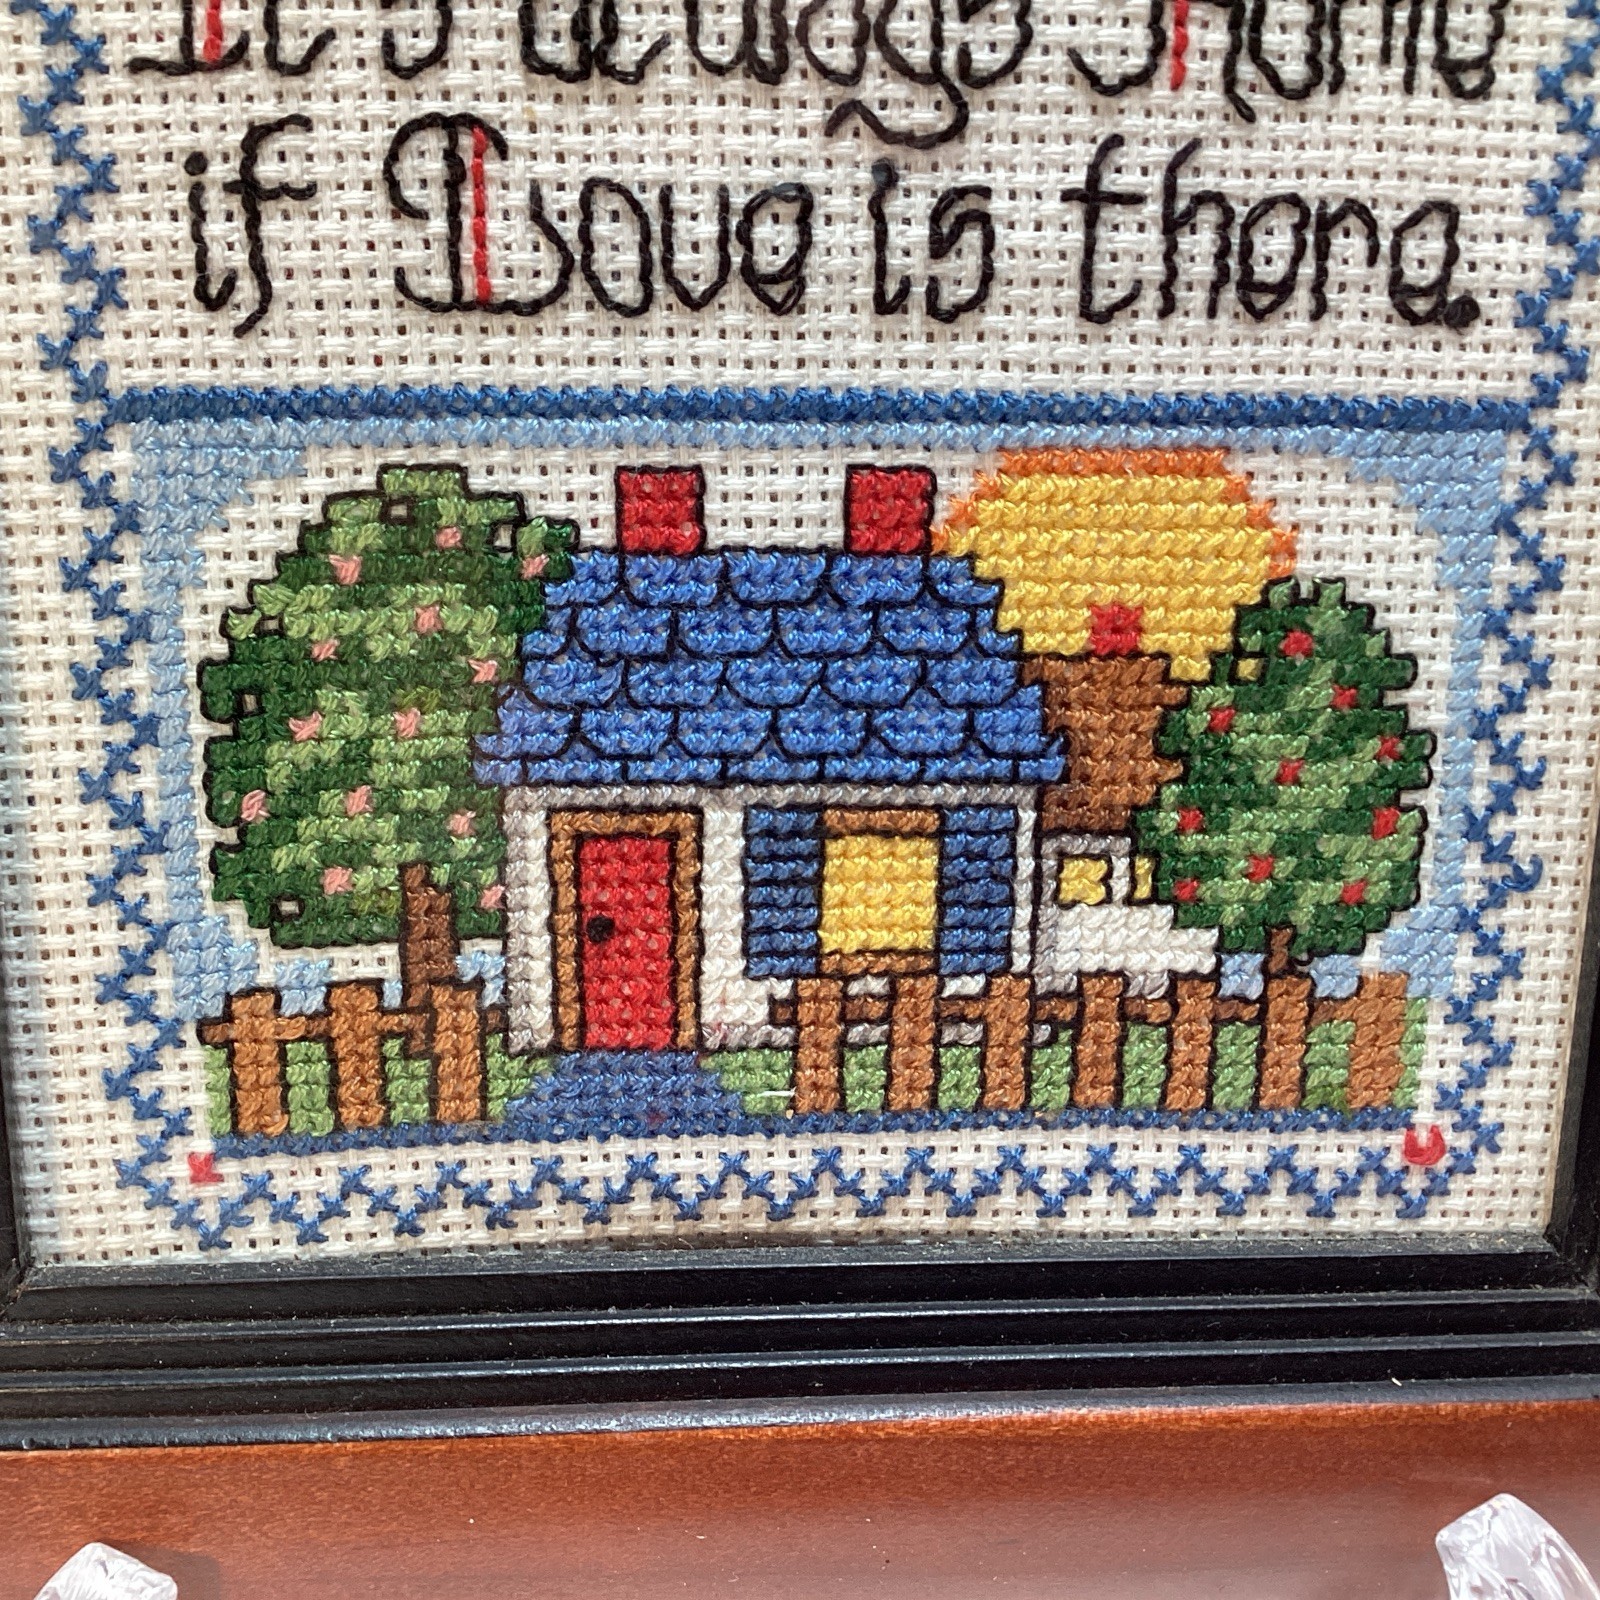 It's always Home
if Love is there.